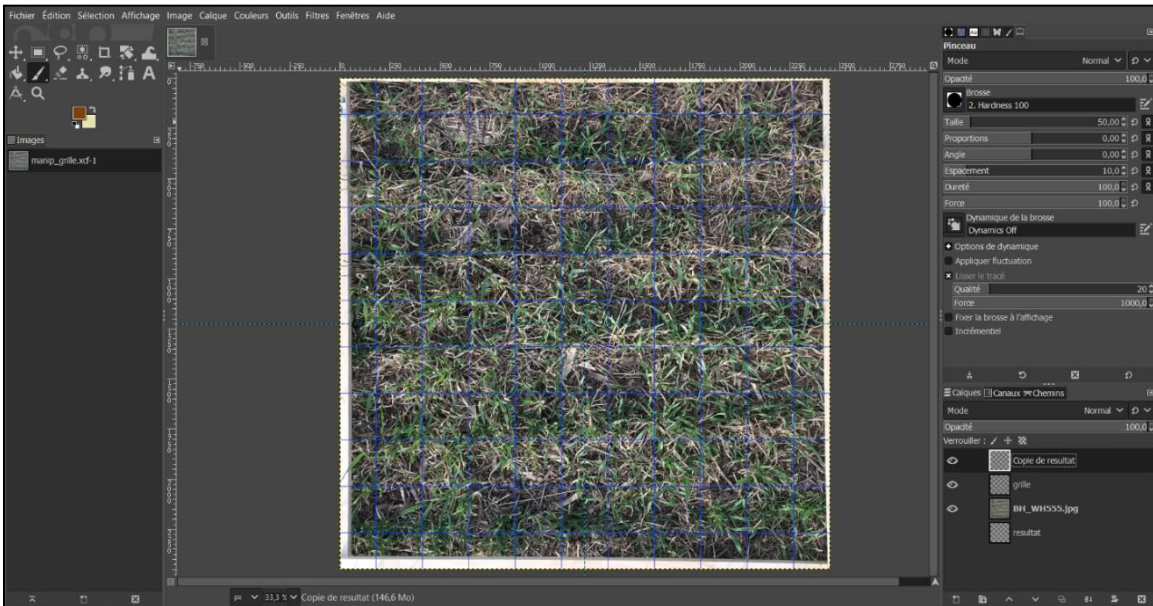 Fichier Édition Sélection Affichage Image Calque Couleurs Outils Filtres Fenêtres Aide
Images
manip_grille.xcf-1
px 33,3 % Copie de resultat (146,6 Mo)
Pinceau
Mode Normal
Opacité 100,0
Brosse
2. Hardness 100
Taille 50,00
Proportions 0,00
Angle 0,00
Espacement 10,0
Dureté 100,0
Force 100,0
Dynamique de la brosse
Dynamics Off
Options de dynamique
Appliquer fluctuation
Lisser le tracé
Qualité 20
Force 1000,0
Fixer la brosse à l'affichage
Incrémentiel
Calques Canaux Chemins
Mode Normal
Opacité 100,0
Verrouiller :
Copie de resultat
grille
BH_WH555.jpg
resultat